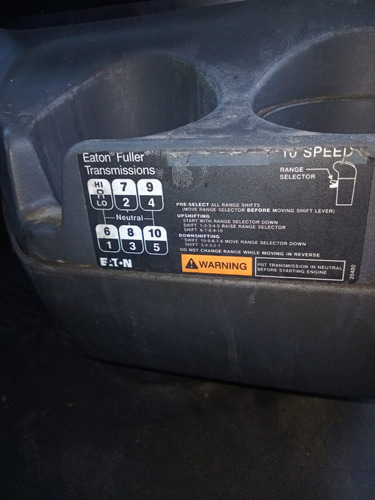 Eaton® Fuller®
Transmissions
10 SPEED
RANGE
SELECTOR
HI
R
LO
7
2
9
4
Neutral
6
1
8
3
10
5
EATON
PRE-SELECT ALL RANGE SHIFTS
(MOVE RANGE SELECTOR BEFORE MOVING SHIFT LEVER)
UPSHIFTING
START WITH RANGE SELECTOR DOWN
SHIFT 1-2-3-4-5 RAISE RANGE SELECTOR
SHIFT 6-7-8-9-10
DOWNSHIFTING
SHIFT 10-9-8-7-6 MOVE RANGE SELECTOR DOWN
SHIFT 5-4-3-2-1
DO NOT CHANGE RANGE WHILE MOVING IN REVERSE
WARNING
PUT TRANSMISSION IN NEUTRAL
BEFORE STARTING ENGINE